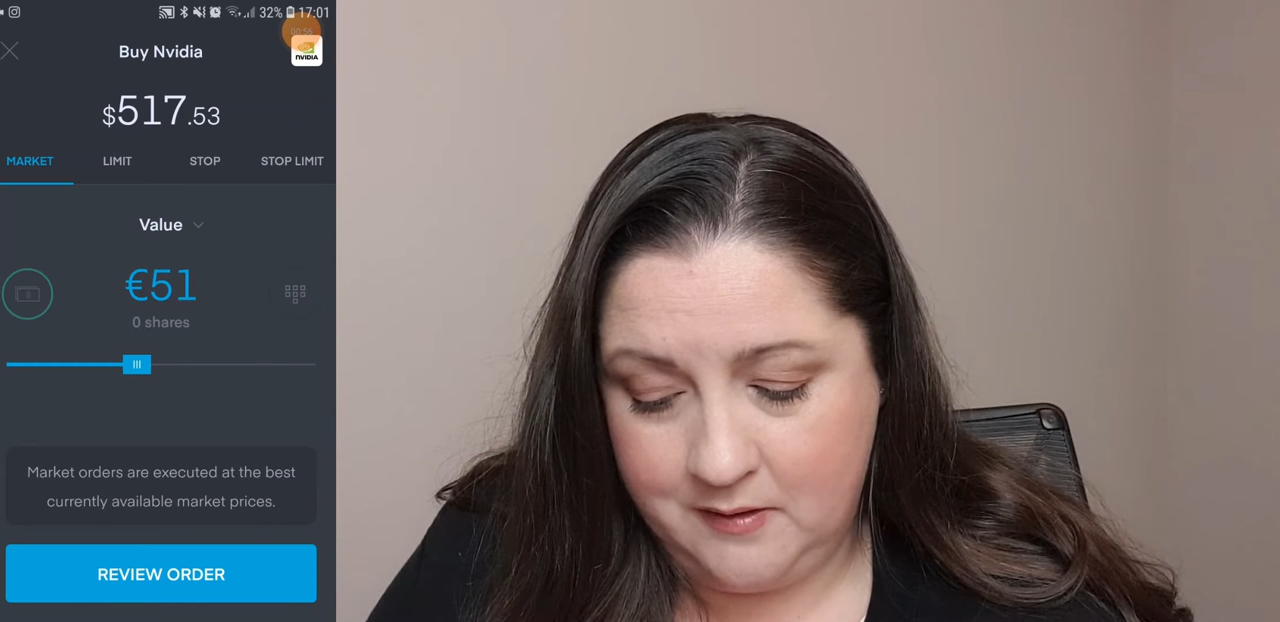 32% 17:01
Buy Nvidia
NVIDIA
$517.53
MARKET LIMIT STOP STOP LIMIT
Value
€51
0 shares
Market orders are executed at the best
currently available market prices.
REVIEW ORDER